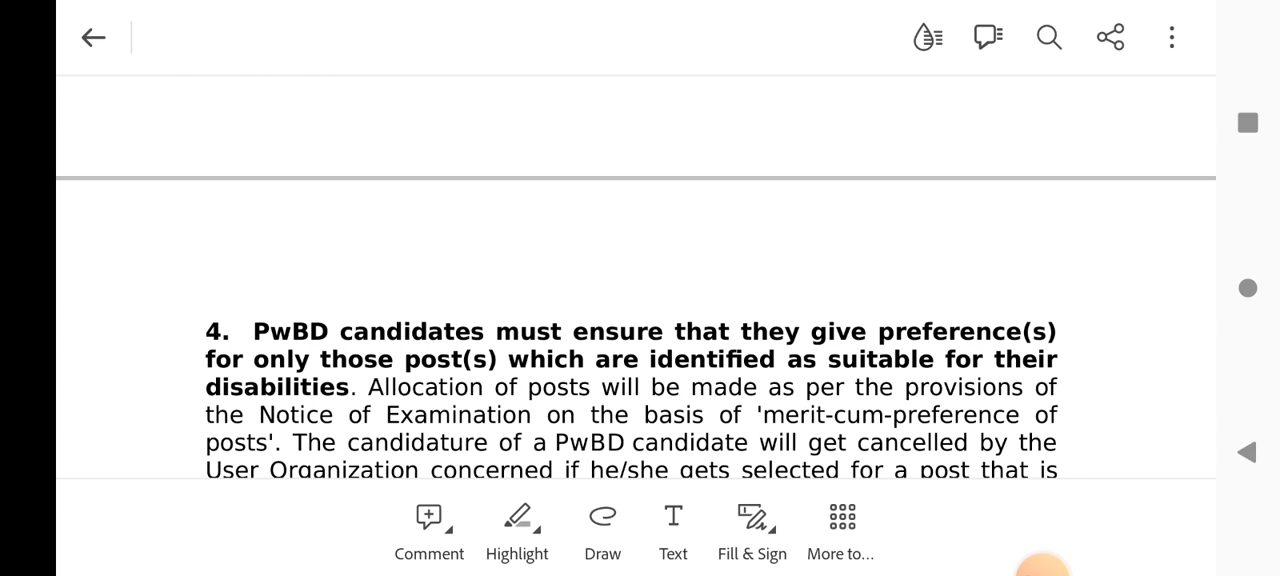 4. PwBD candidates must ensure that they give preference(s)
for only those post(s) which are identified as suitable for their
disabilities. Allocation of posts will be made as per the provisions of
the Notice of Examination on the basis of 'merit-cum-preference of
posts'. The candidature of a PwBD candidate will get cancelled by the
User Organization concerned if he/she gets selected for a post that is
Comment Highlight Draw Text Fill & Sign More to...